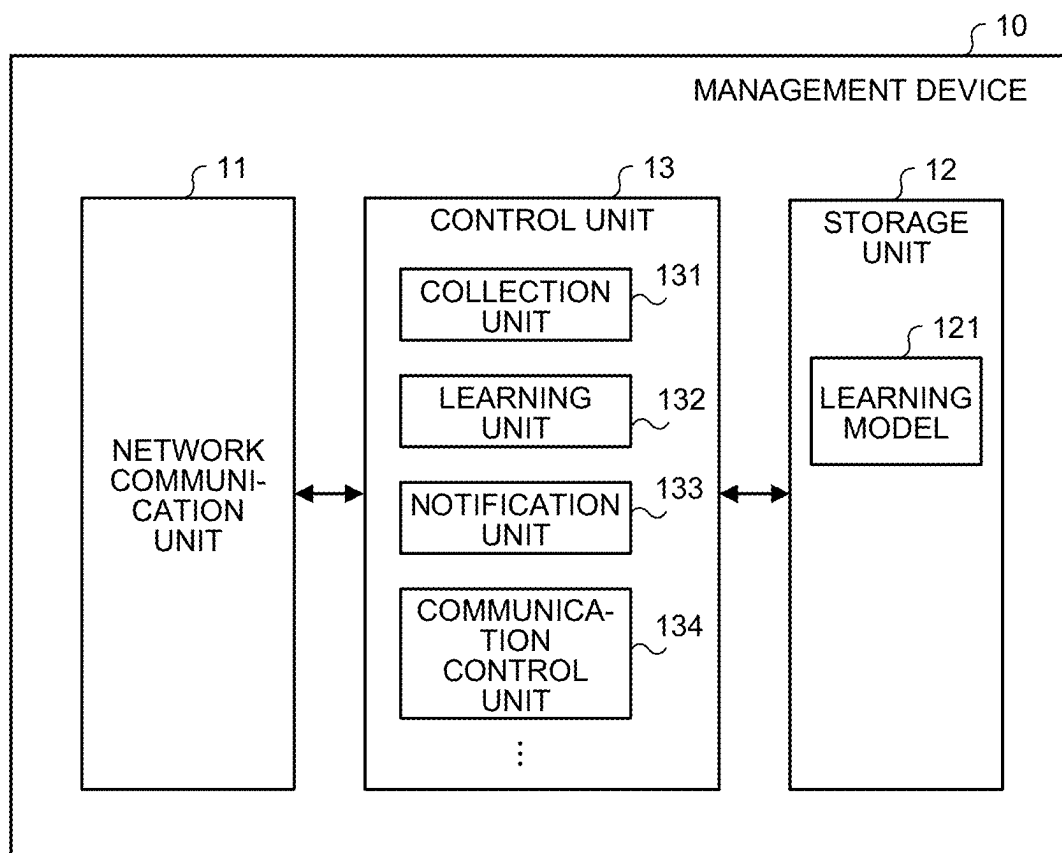 10
MANAGEMENT DEVICE
11
NETWORK
COMMUNI-
CATION
UNIT
13
CONTROL UNIT
131
COLLECTION
UNIT
132
LEARNING
UNIT
133
NOTIFICATION
UNIT
134
COMMUNICA-
TION
CONTROL
UNIT
⋮
12
STORAGE
UNIT
121
LEARNING
MODEL